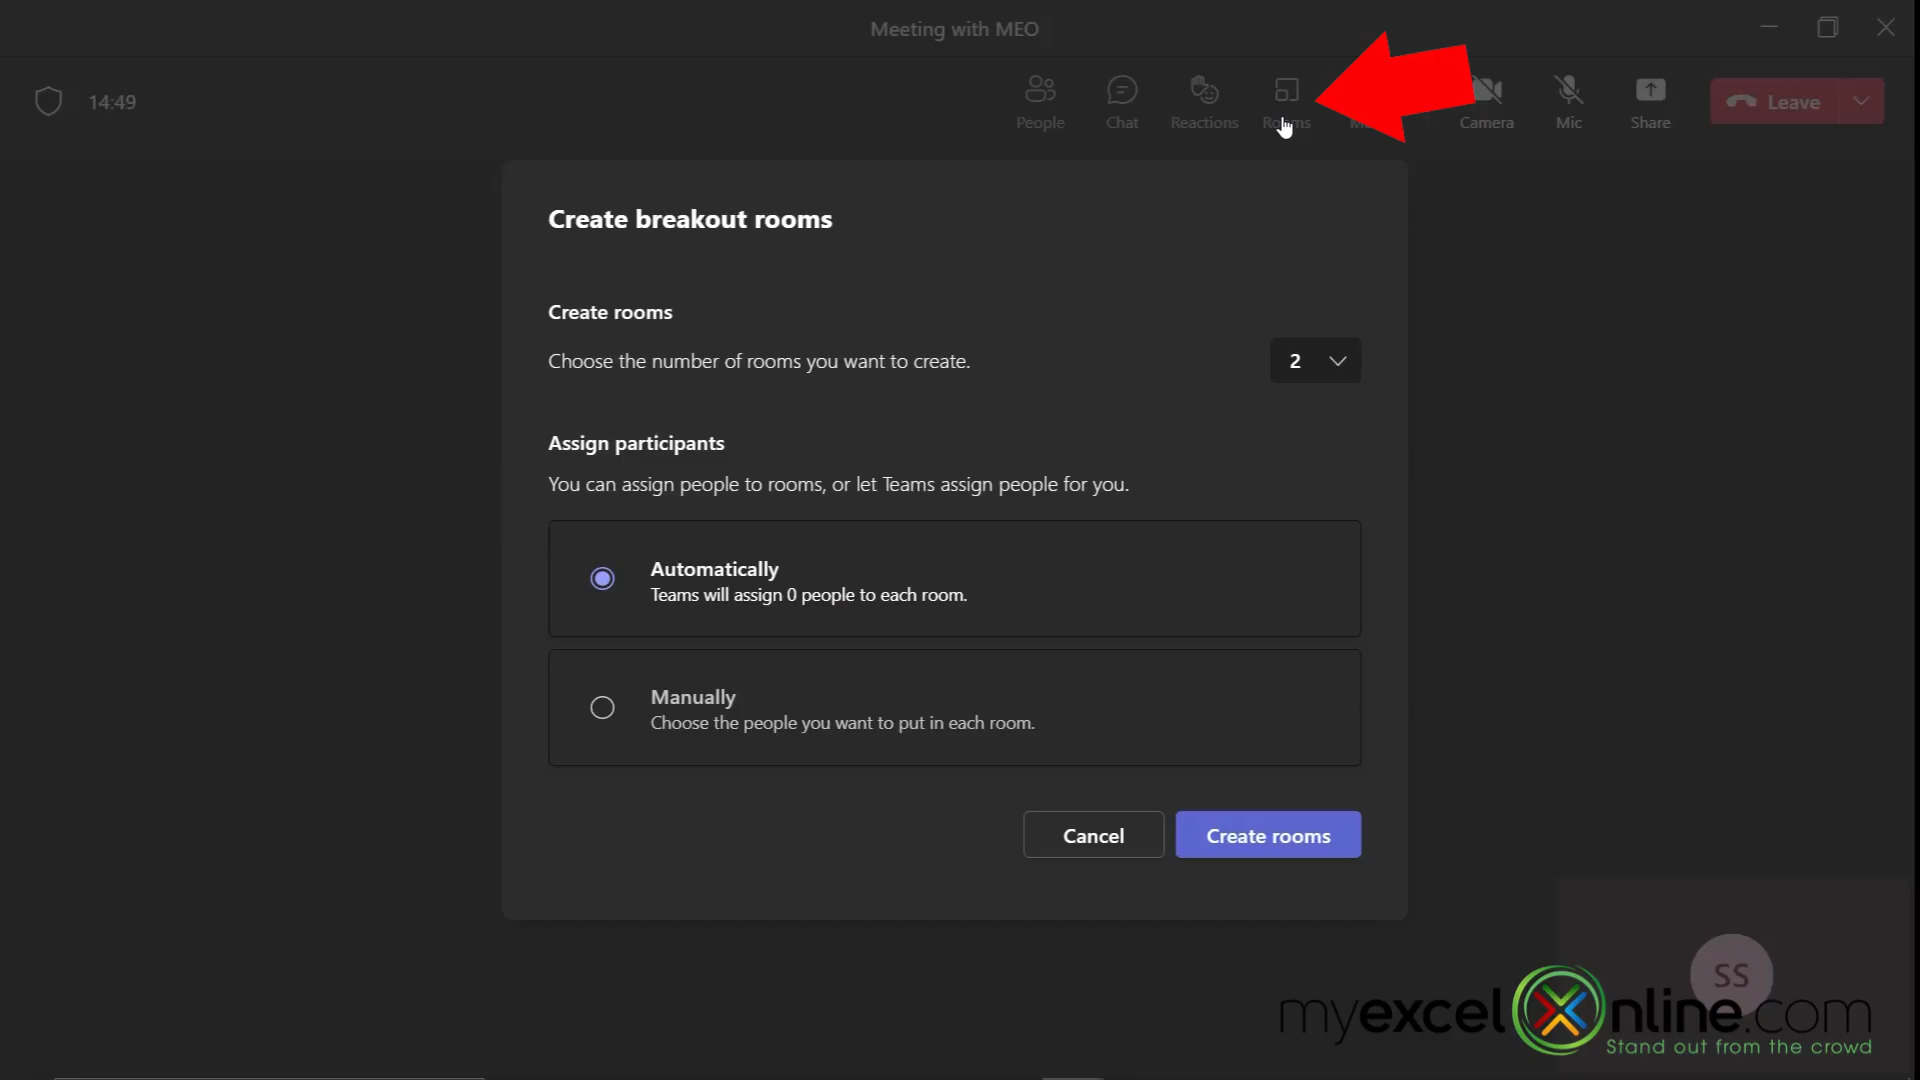 Meeting with MEO
14:49
People
Chat
Reactions
Rooms
Camera
Mic
Share
Leave
Create breakout rooms
Create rooms
Choose the number of rooms you want to create.
2
Assign participants
You can assign people to rooms, or let Teams assign people for you.
Automatically
Teams will assign 0 people to each room.
Manually
Choose the people you want to put in each room.
Cancel
Create rooms
SS
myexcelOnline.com
Stand out from the crowd